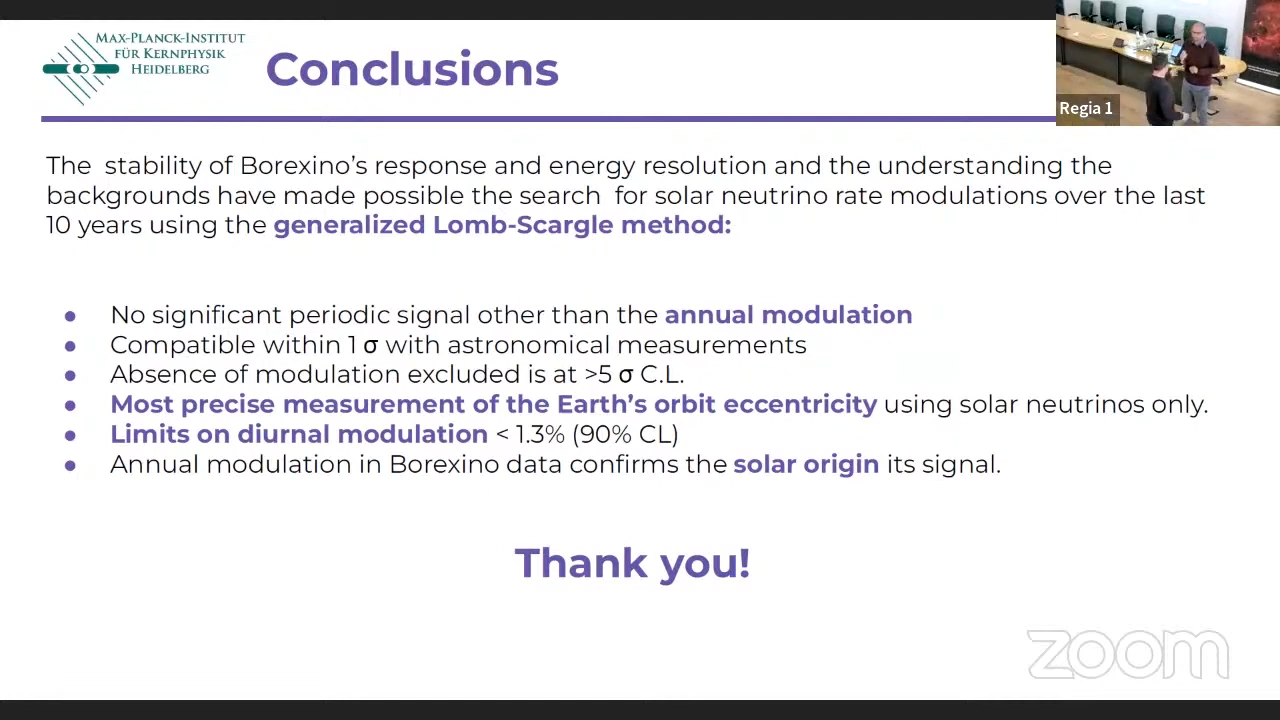 MAX-PLANCK-INSTITUT
FÜR KERNPHYSIK
HEIDELBERG
Conclusions
Regia 1
The stability of Borexino's response and energy resolution and the understanding the
backgrounds have made possible the search for solar neutrino rate modulations over the last
10 years using the generalized Lomb-Scargle method:
● No significant periodic signal other than the annual modulation
● Compatible within 1 σ with astronomical measurements
● Absence of modulation excluded is at >5 σ C.L.
● Most precise measurement of the Earth's orbit eccentricity using solar neutrinos only.
● Limits on diurnal modulation < 1.3% (90% CL)
● Annual modulation in Borexino data confirms the solar origin its signal.
Thank you!
zoom